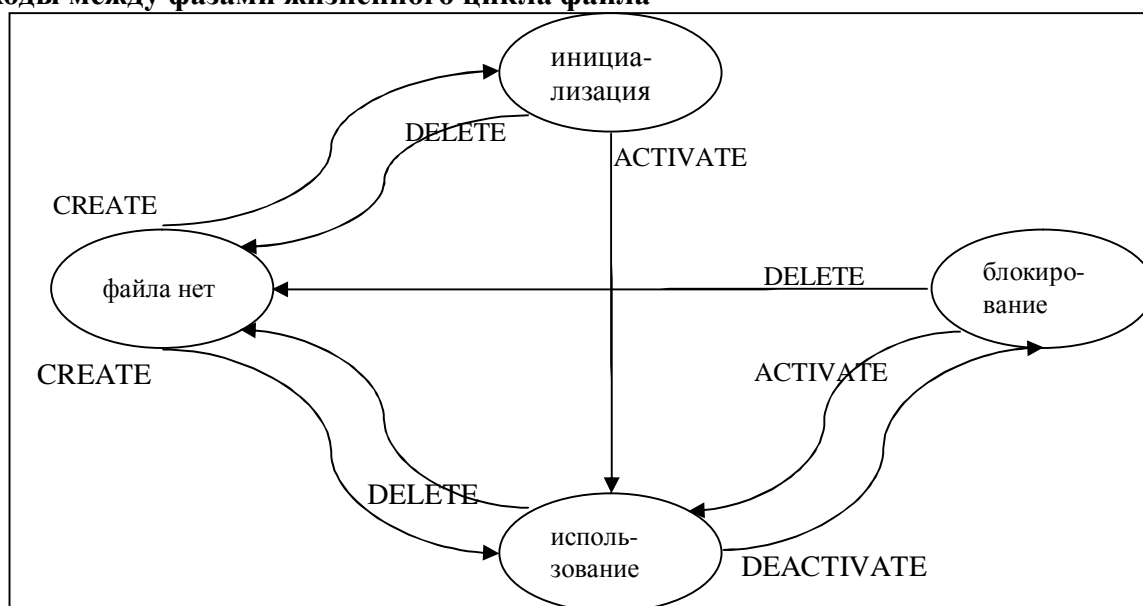 между фазами жизненного цикла файла
инициа-
лизация
DELETE
ACTIVATE
CREATE
файла нет
DELETE
блокиро-
вание
CREATE
ACTIVATE
DELETE
исполь-
зование
DEACTIVATE